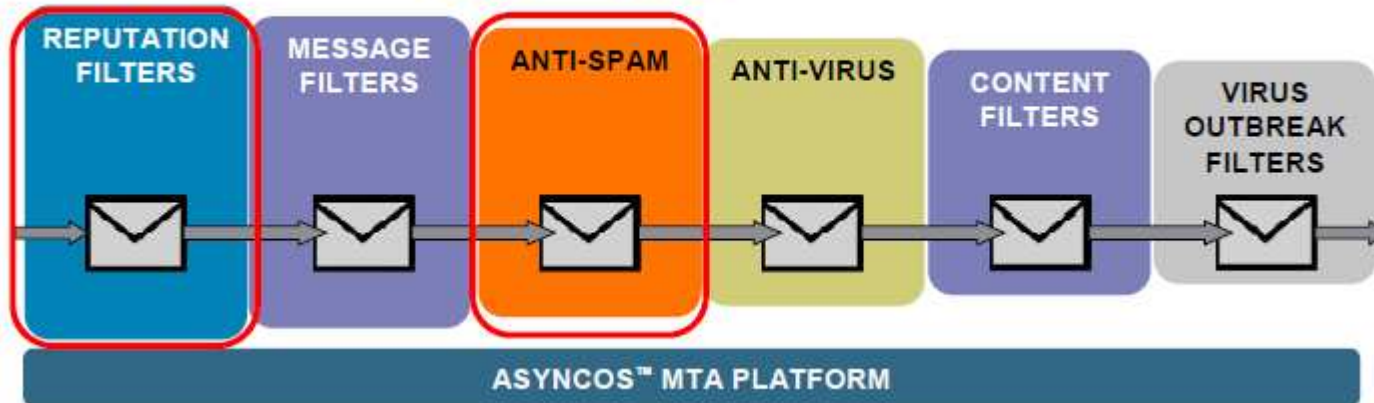 REPUTATION
FILTERS
MESSAGE
FILTERS
ANTI-SPAM
ANTI-VIRUS
CONTENT
FILTERS
VIRUS
OUTBREAK
FILTERS
ASYNCOS™ MTA PLATFORM